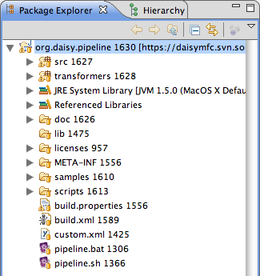 Package Explorer
Hierarchy
org.daisy.pipeline 1630 [https://daisymfc.svn.so
src 1627
transformers 1628
JRE System Library [JVM 1.5.0 (MacOS X Defau
Referenced Libraries
doc 1626
lib 1475
licenses 957
META-INF 1556
samples 1610
scripts 1613
build.properties 1556
build.xml 1589
custom.xml 1425
pipeline.bat 1306
pipeline.sh 1366